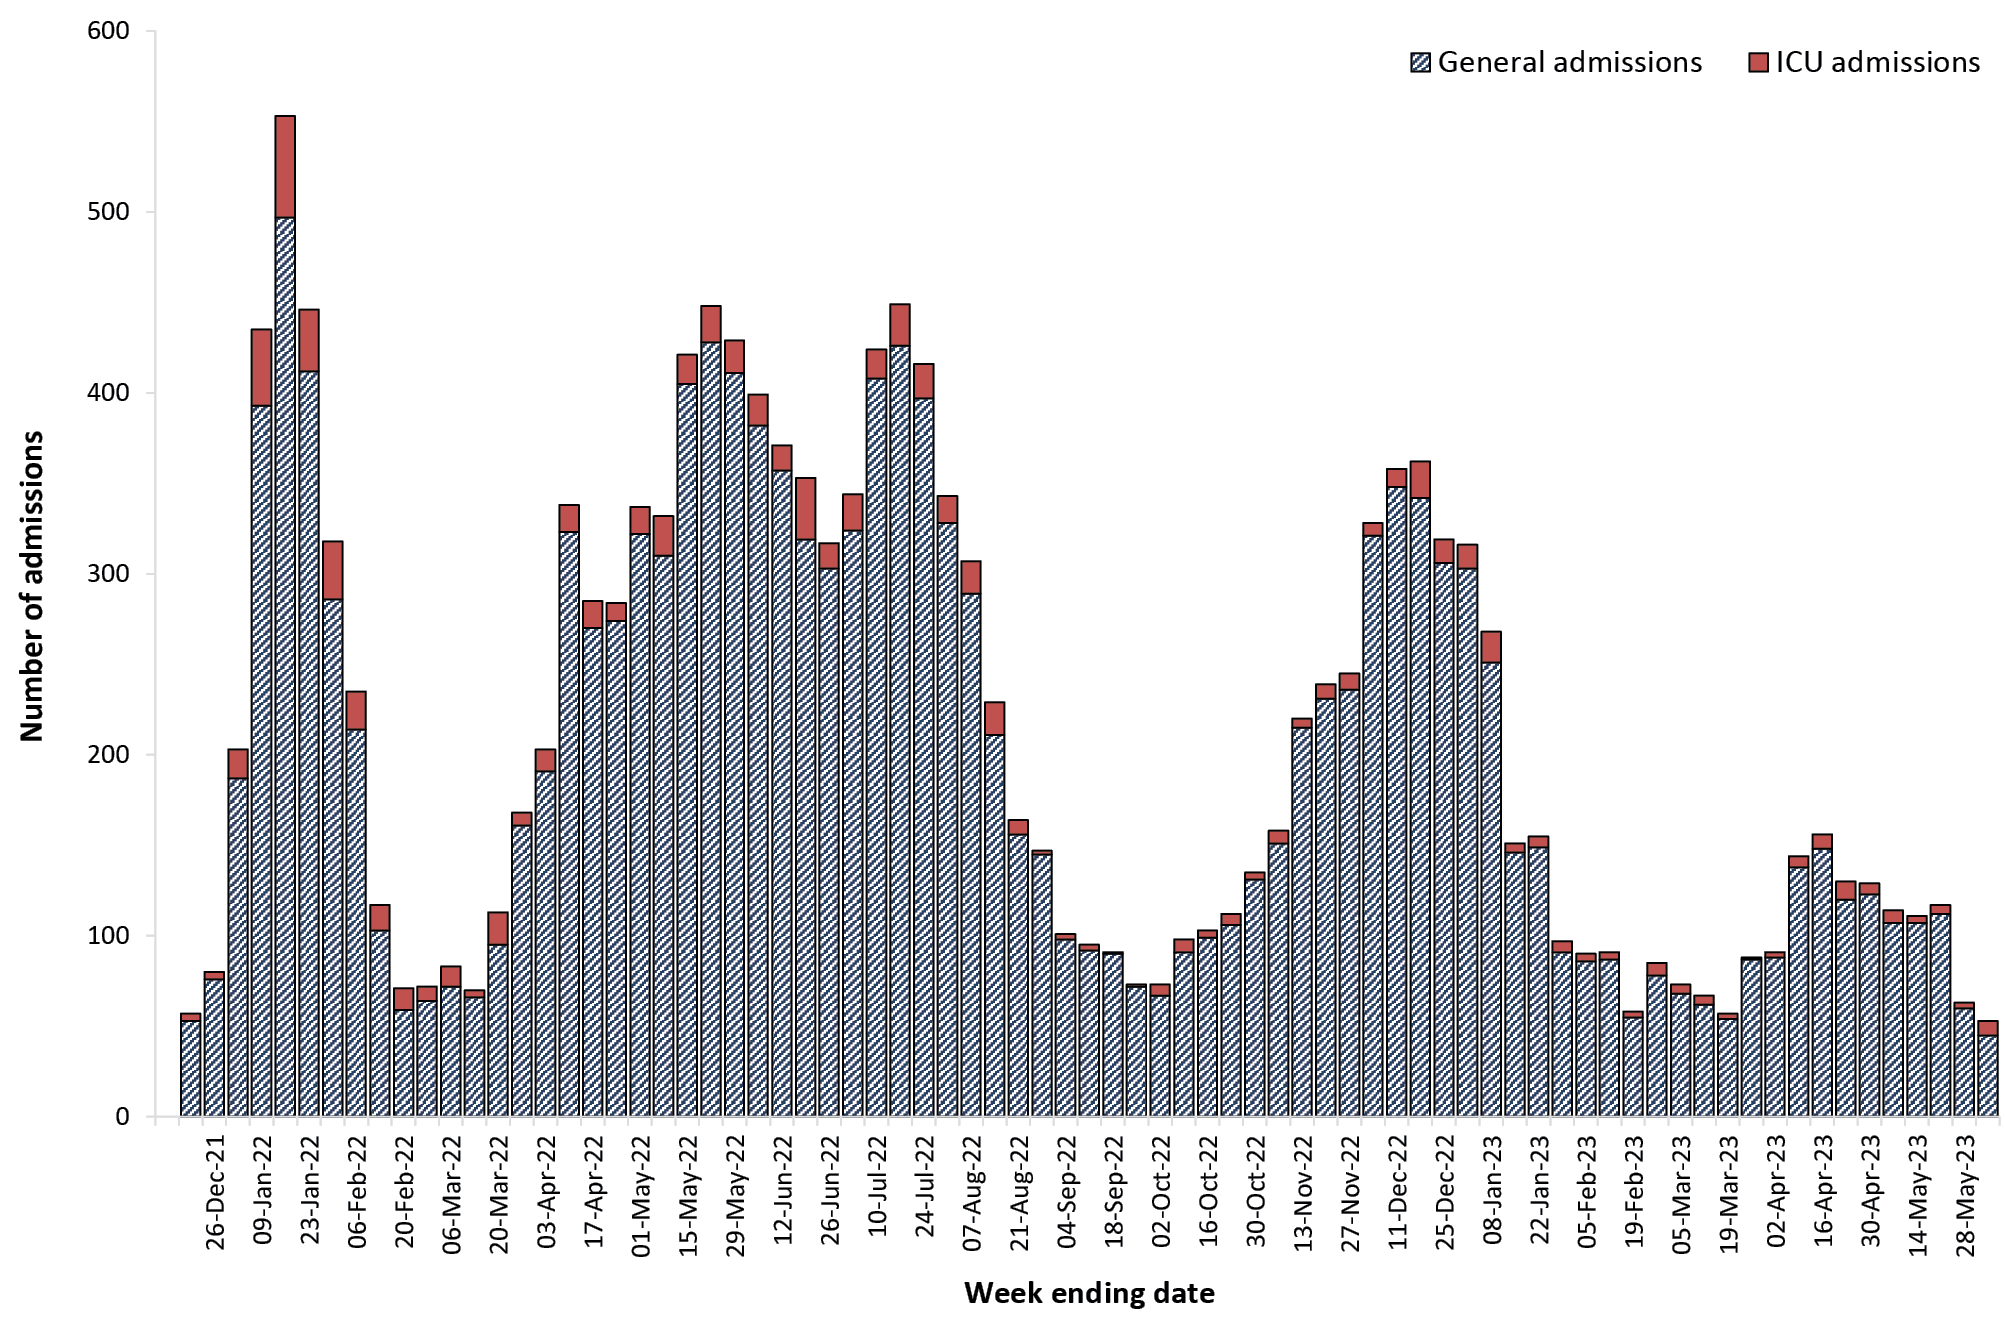 600
General admissions
ICU admissions
500
400
300
200
100
0
Number of admissions
26-Dec-21
09-Jan-22
23-Jan-22
06-Feb-22
20-Feb-22
06-Mar-22
20-Mar-22
03-Apr-22
17-Apr-22
01-May-22
15-May-22
29-May-22
12-Jun-22
26-Jun-22
10-Jul-22
24-Jul-22
07-Aug-22
21-Aug-22
04-Sep-22
18-Sep-22
02-Oct-22
16-Oct-22
30-Oct-22
13-Nov-22
27-Nov-22
11-Dec-22
25-Dec-22
08-Jan-23
22-Jan-23
05-Feb-23
19-Feb-23
05-Mar-23
19-Mar-23
02-Apr-23
16-Apr-23
30-Apr-23
14-May-23
28-May-23
Week ending date